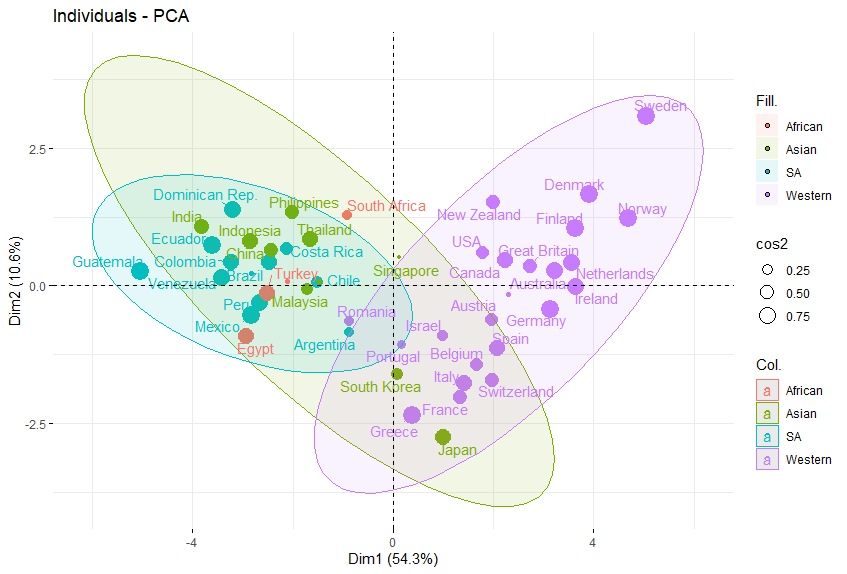 Individuals - PCA
Sweden
Denmark
Dominican Rep.
Philippines
South Africa
Norway
India
New Zealand
Finland
Indonesia
Thailand
Ecuador
USA
Great Britain
China
Costa Rica
Guatemala
Colombia
Singapore
Canada
Netherlands
Turkey
Brazil
Chile
Venezuela
Australia
Malaysia
Ireland
Peru
Romania
Austria
Mexico
Israel
Germany
Argentina
Spain
Egypt
Portugal
Belgium
Italy
South Korea
Switzerland
France
Greece
Japan
2.5
0.0
-2.5
Dim2 (10.6%)
-4
0
4
Dim1 (54.3%)
Fill.
African
Asian
SA
Western
cos2
0.25
0.50
0.75
Col.
a African
a Asian
a SA
a Western